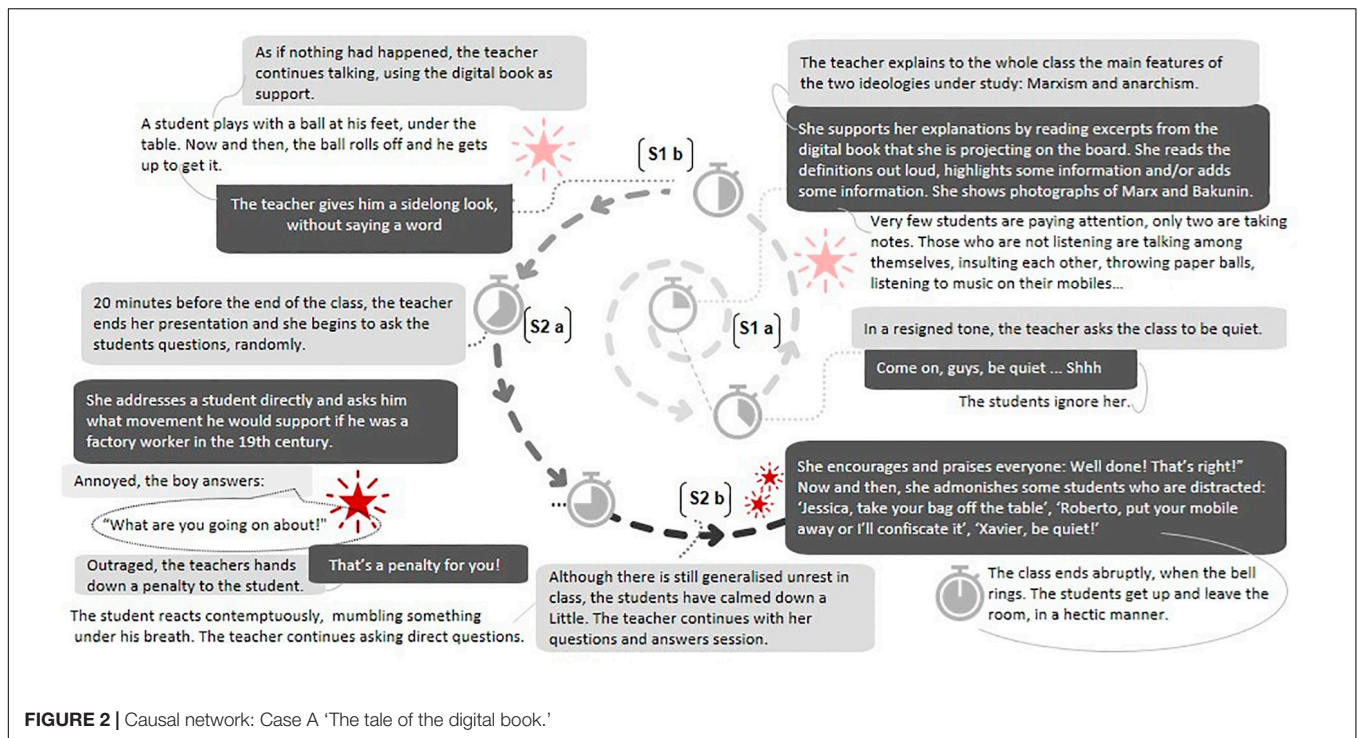 The teacher explains to the whole class the main features of
the two ideologies under study: Marxism and anarchism.
She supports her explanations by reading excerpts from the
digital book that she is projecting on the board. She reads the
definitions out loud, highlights some information and/or adds
some information. She shows photographs of Marx and Bakunin.
Very few students are paying attention, only two are taking
notes. Those who are not listening are talking among
themselves, insulting each other, throwing paper balls,
listening to music on their mobiles...
S1 a
In a resigned tone, the teacher asks the class to be quiet.
Come on, guys, be quiet ... Shhh
The students ignore her.
S1 b
As if nothing had happened, the teacher
continues talking, using the digital book as
support.
A student plays with a ball at his feet, under the
table. Now and then, the ball rolls off and he gets
up to get it.
The teacher gives him a sidelong look,
without saying a word
S2 a
20 minutes before the end of the class, the teacher
ends her presentation and she begins to ask the
students questions, randomly.
She addresses a student directly and asks him
what movement he would support if he was a
factory worker in the 19th century.
Annoyed, the boy answers:
"What are you going on about!"
Outraged, the teachers hands
down a penalty to the student.
That's a penalty for you!
The student reacts contemptuously, mumbling something
under his breath. The teacher continues asking direct questions.
...
S2 b
Although there is still generalised unrest in
class, the students have calmed down a
Little. The teacher continues with her
questions and answers session.
She encourages and praises everyone: Well done! That's right!"
Now and then, she admonishes some students who are distracted:
'Jessica, take your bag off the table', 'Roberto, put your mobile
away or I'll confiscate it', 'Xavier, be quiet!'
The class ends abruptly, when the bell
rings. The students get up and leave the
room, in a hectic manner.
FIGURE 2 | Causal network: Case A 'The tale of the digital book.'